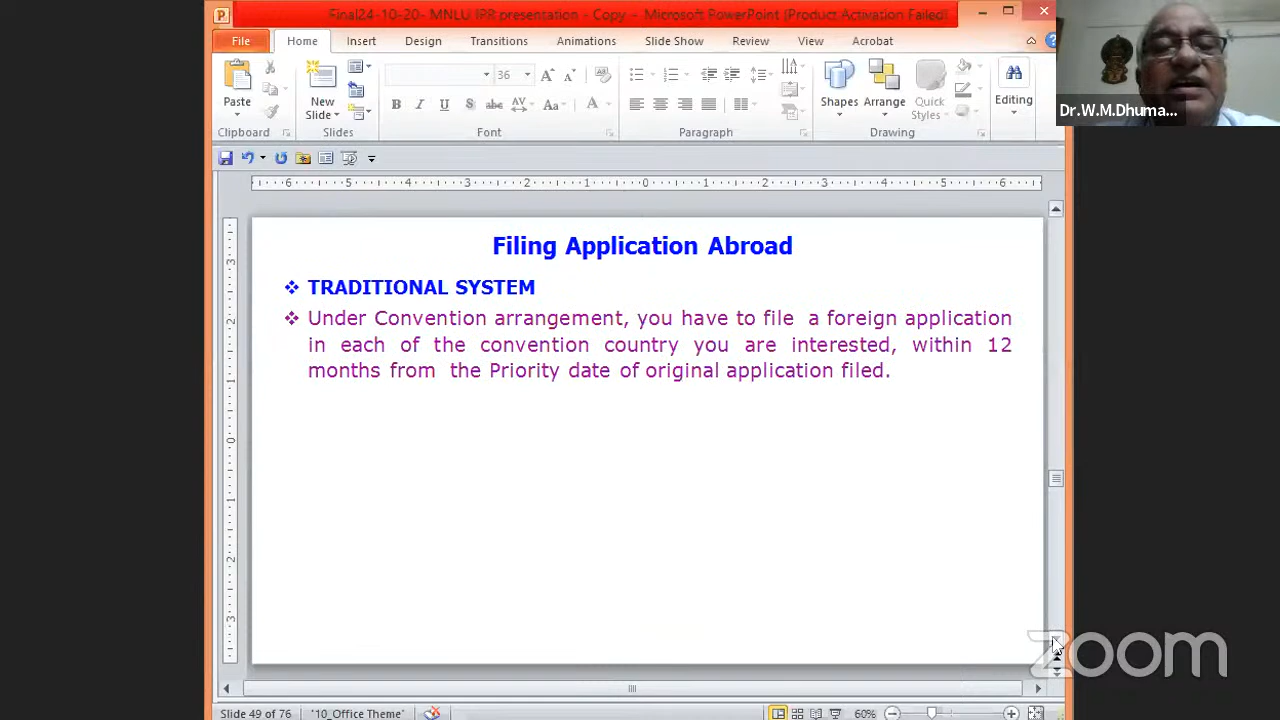 Final24-10-20- MNLU IPR presentation - Copy - Microsoft PowerPoint (Product Activation Failed)
File Home Insert Design Transitions Animations Slide Show Review View Acrobat
36
Paste
New
Slide
Shapes
Arrange
Quick
Styles
Editing
Clipboard Slides Font Paragraph Drawing
Dr.W.M.Dhuma...
Filing Application Abroad
TRADITIONAL SYSTEM
Under Convention arrangement, you have to file a foreign application
in each of the convention country you are interested, within 12
months from the Priority date of original application filed.
zoom
Slide 49 of 76 '10_Office Theme' 60%